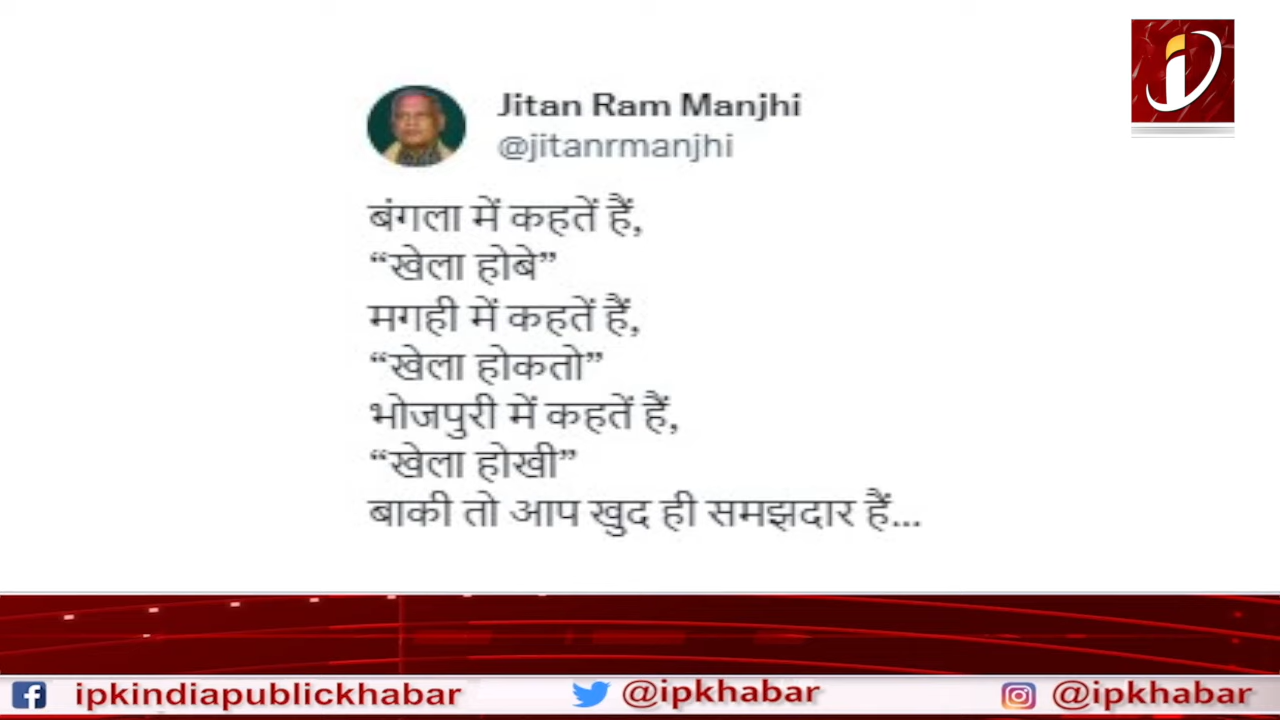 Jitan Ram Manjhi
@jitanrmanjhi
बंगला में कहतें हैं,
“खेला होबे”
मगही में कहतें हैं,
“खेला होकतो”
भोजपुरी में कहतें हैं,
“खेला होखी”
बाकी तो आप खुद ही समझदार हैं...
ipkindiapublickhabar
@ipkhabar
@ipkhabar